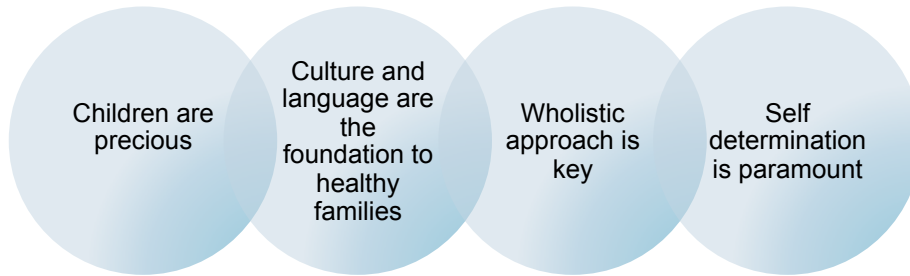 Children are
precious
Culture and
language are
the
foundation to
healthy
families
Wholistic
approach is
key
Self
determination
is paramount